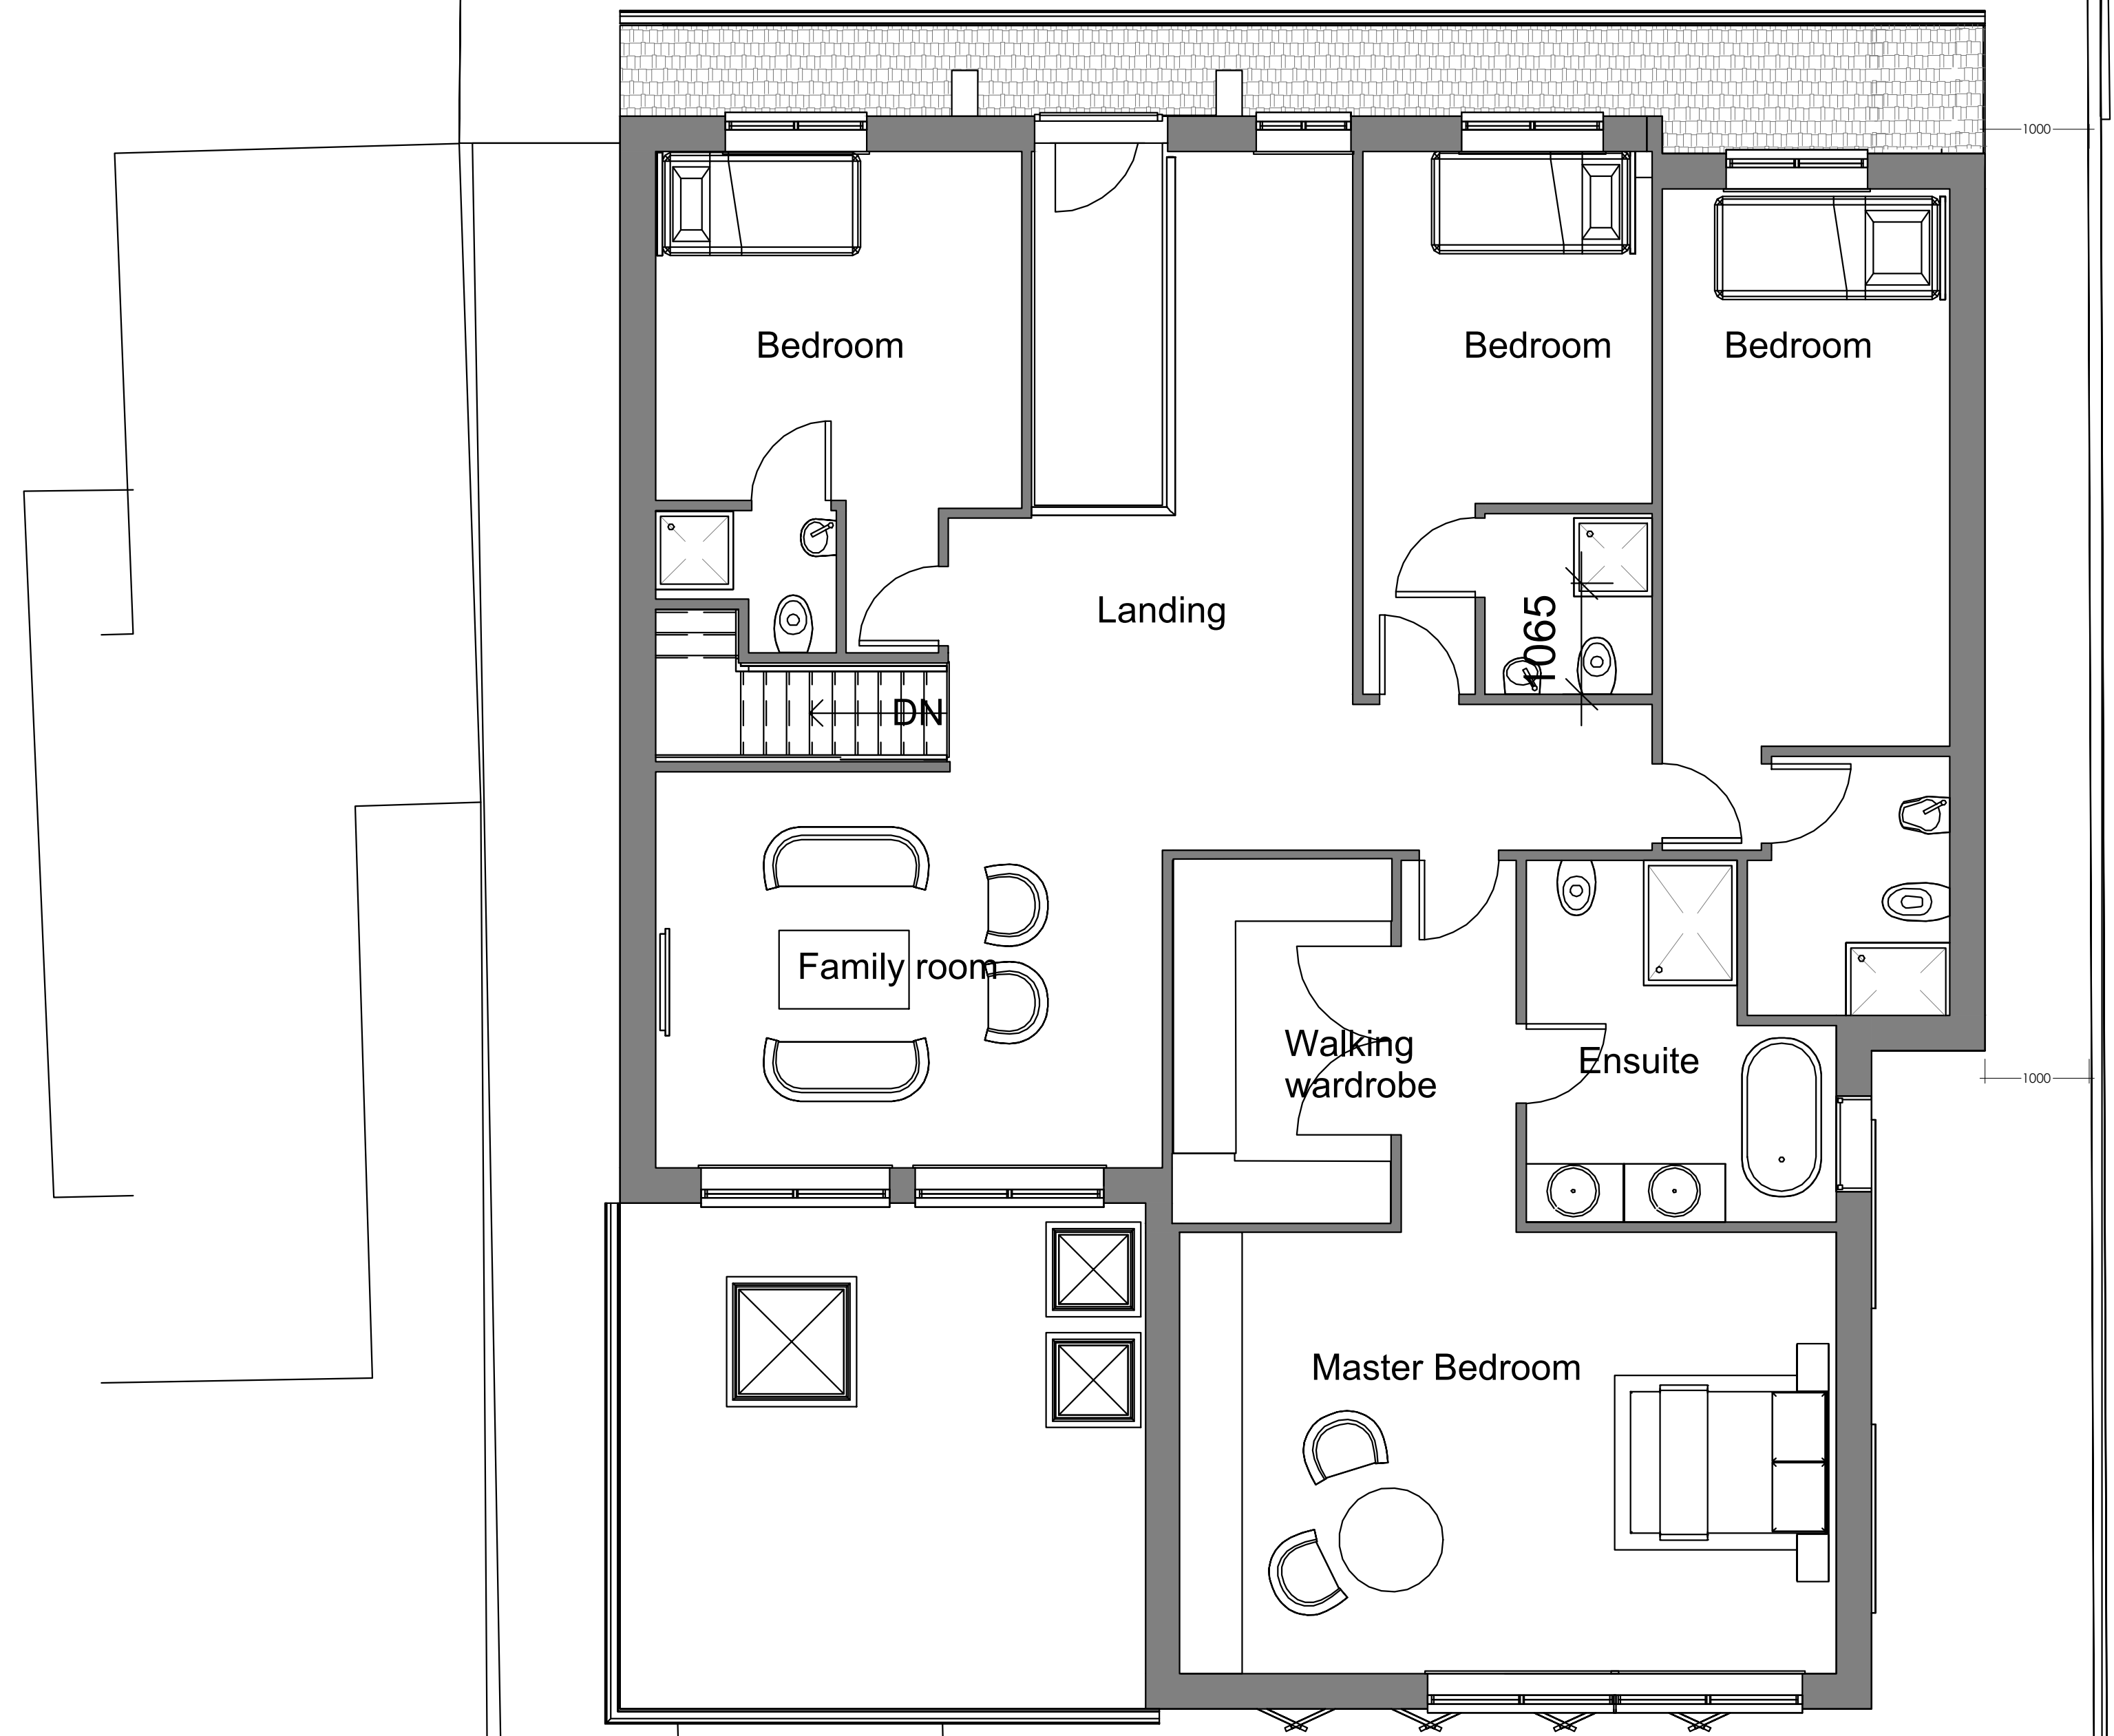 1000
Bedroom
Bedroom
Bedroom
Landing
1065
DN
Family room
Walking
wardrobe
Ensuite
1000
Master Bedroom